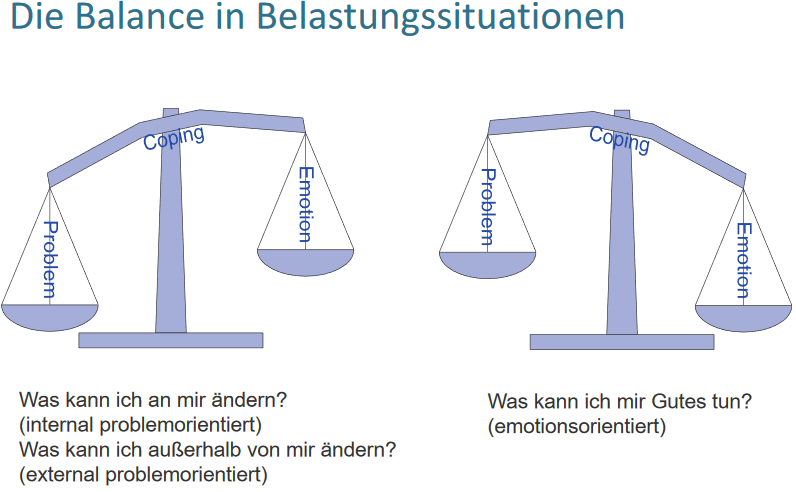 Die Balance in Belastungssituationen
Coping
Problem
Emotion
Was kann ich an mir ändern?
(internal problemorientiert)
Was kann ich außerhalb von mir ändern?
(external problemorientiert)
Coping
Problem
Emotion
Was kann ich mir Gutes tun?
(emotionsorientiert)